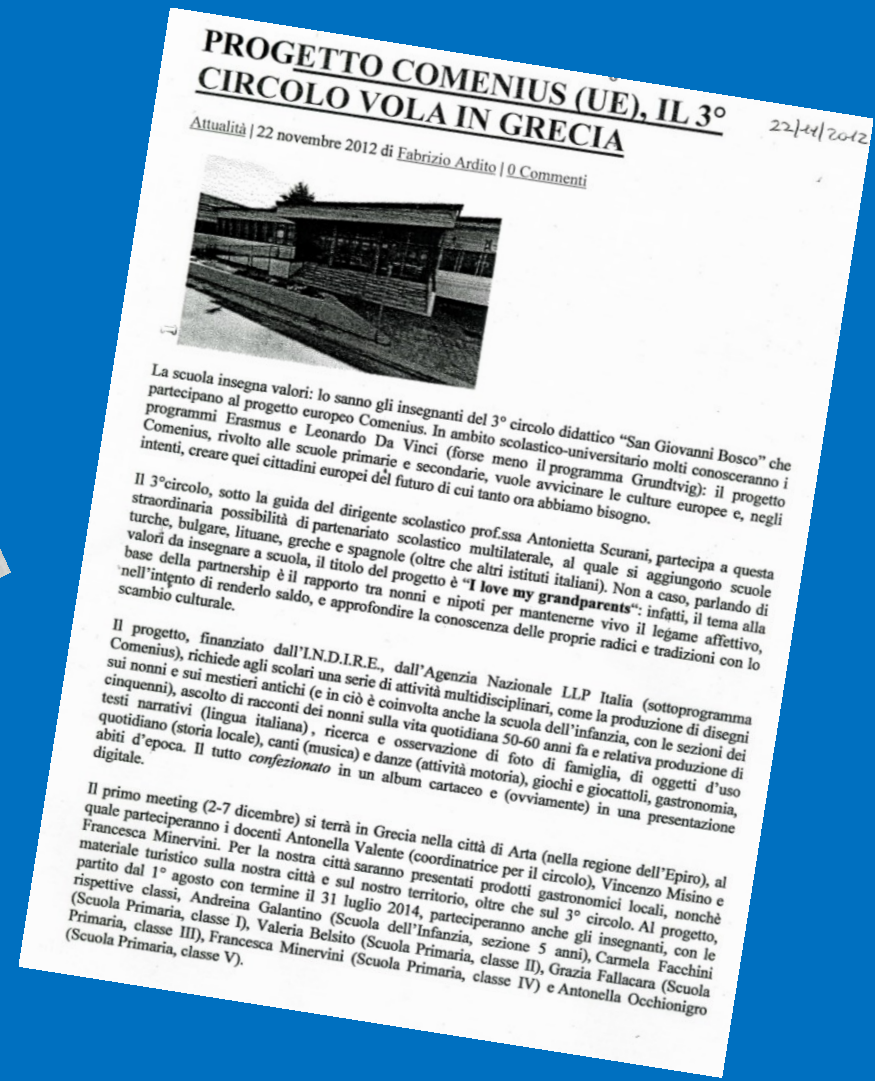 PROGETTO COMENIUS (UE), IL 3°
CIRCOLO VOLA IN GRECIA
22/11/2012
Attualità | 22 novembre 2012 di Fabrizio Ardito | 0 Commenti
La scuola insegna valori: lo sanno gli insegnanti del 3° circolo didattico “San Giovanni Bosco” che
partecipano al progetto europeo Comenius. In ambito scolastico-universitario molti conosceranno i
programmi Erasmus e Leonardo Da Vinci (forse meno il programma Grundtvig): il progetto
Comenius, rivolto alle scuole primarie e secondarie, vuole avvicinare le culture europee e, negli
intenti, creare quei cittadini europei del futuro di cui tanto ora abbiamo bisogno.
Il 3°circolo, sotto la guida del dirigente scolastico prof.ssa Antonietta Scurani, partecipa a questa
straordinaria possibilità di partenariato scolastico multilaterale, al quale si aggiungono scuole
turche, bulgare, lituane, greche e spagnole (oltre che altri istituti italiani). Non a caso, parlando di
valori da insegnare a scuola, il titolo del progetto è “I love my grandparents“: infatti, il tema alla
base della partnership è il rapporto tra nonni e nipoti per mantenerne vivo il legame affettivo,
nell’intento di renderlo saldo, e approfondire la conoscenza delle proprie radici e tradizioni con lo
scambio culturale.
Il progetto, finanziato dall’I.N.D.I.R.E., dall’Agenzia Nazionale LLP Italia (sottoprogramma
Comenius), richiede agli scolari una serie di attività multidisciplinari, come la produzione di disegni
sui nonni e sui mestieri antichi (e in ciò è coinvolta anche la scuola dell’infanzia, con le sezioni dei
cinquenni), ascolto di racconti dei nonni sulla vita quotidiana 50-60 anni fa e relativa produzione di
testi narrativi (lingua italiana) , ricerca e osservazione di foto di famiglia, di oggetti d’uso
quotidiano (storia locale), canti (musica) e danze (attività motoria), giochi e giocattoli, gastronomia,
abiti d’epoca. Il tutto confezionato in un album cartaceo e (ovviamente) in una presentazione
digitale.
Il primo meeting (2-7 dicembre) si terrà in Grecia nella città di Arta (nella regione dell’Epiro), al
quale parteciperanno i docenti Antonella Valente (coordinatrice per il circolo), Vincenzo Misino e
Francesca Minervini. Per la nostra città saranno presentati prodotti gastronomici locali, nonchè
materiale turistico sulla nostra città e sul nostro territorio, oltre che sul 3° circolo. Al progetto,
partito dal 1° agosto con termine il 31 luglio 2014, parteciperanno anche gli insegnanti, con le
rispettive classi, Andreina Galantino (Scuola dell’Infanzia, sezione 5 anni), Carmela Facchini
(Scuola Primaria, classe I), Valeria Belsito (Scuola Primaria, classe II), Grazia Fallacara (Scuola
Primaria, classe III), Francesca Minervini (Scuola Primaria, classe IV) e Antonella Occhionigro
(Scuola Primaria, classe V).